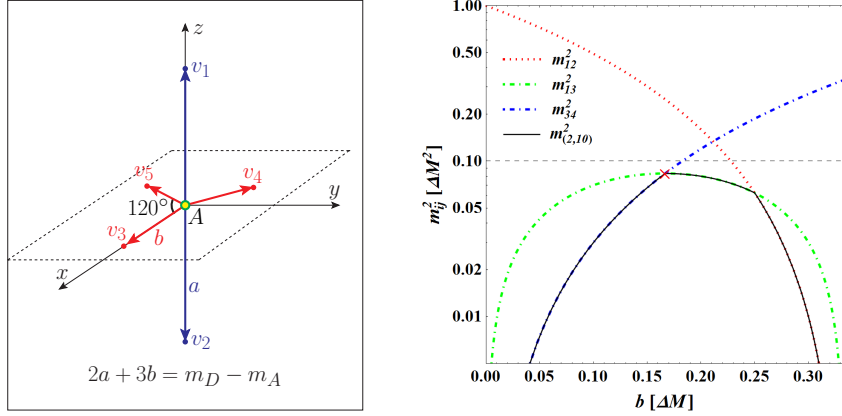 z
v₁
v₅
v₄
120°
A
y
v₃
b
x
a
v₂
2a + 3b = m_D − m_A
m²ᵢⱼ [ΔM²]
1.00
0.50
0.20
0.10
0.05
0.02
0.01
m²₁₂
m²₁₃
m²₃₄
m²₍₂,₁₀₎
0.00 0.05 0.10 0.15 0.20 0.25 0.30
b [ΔM]